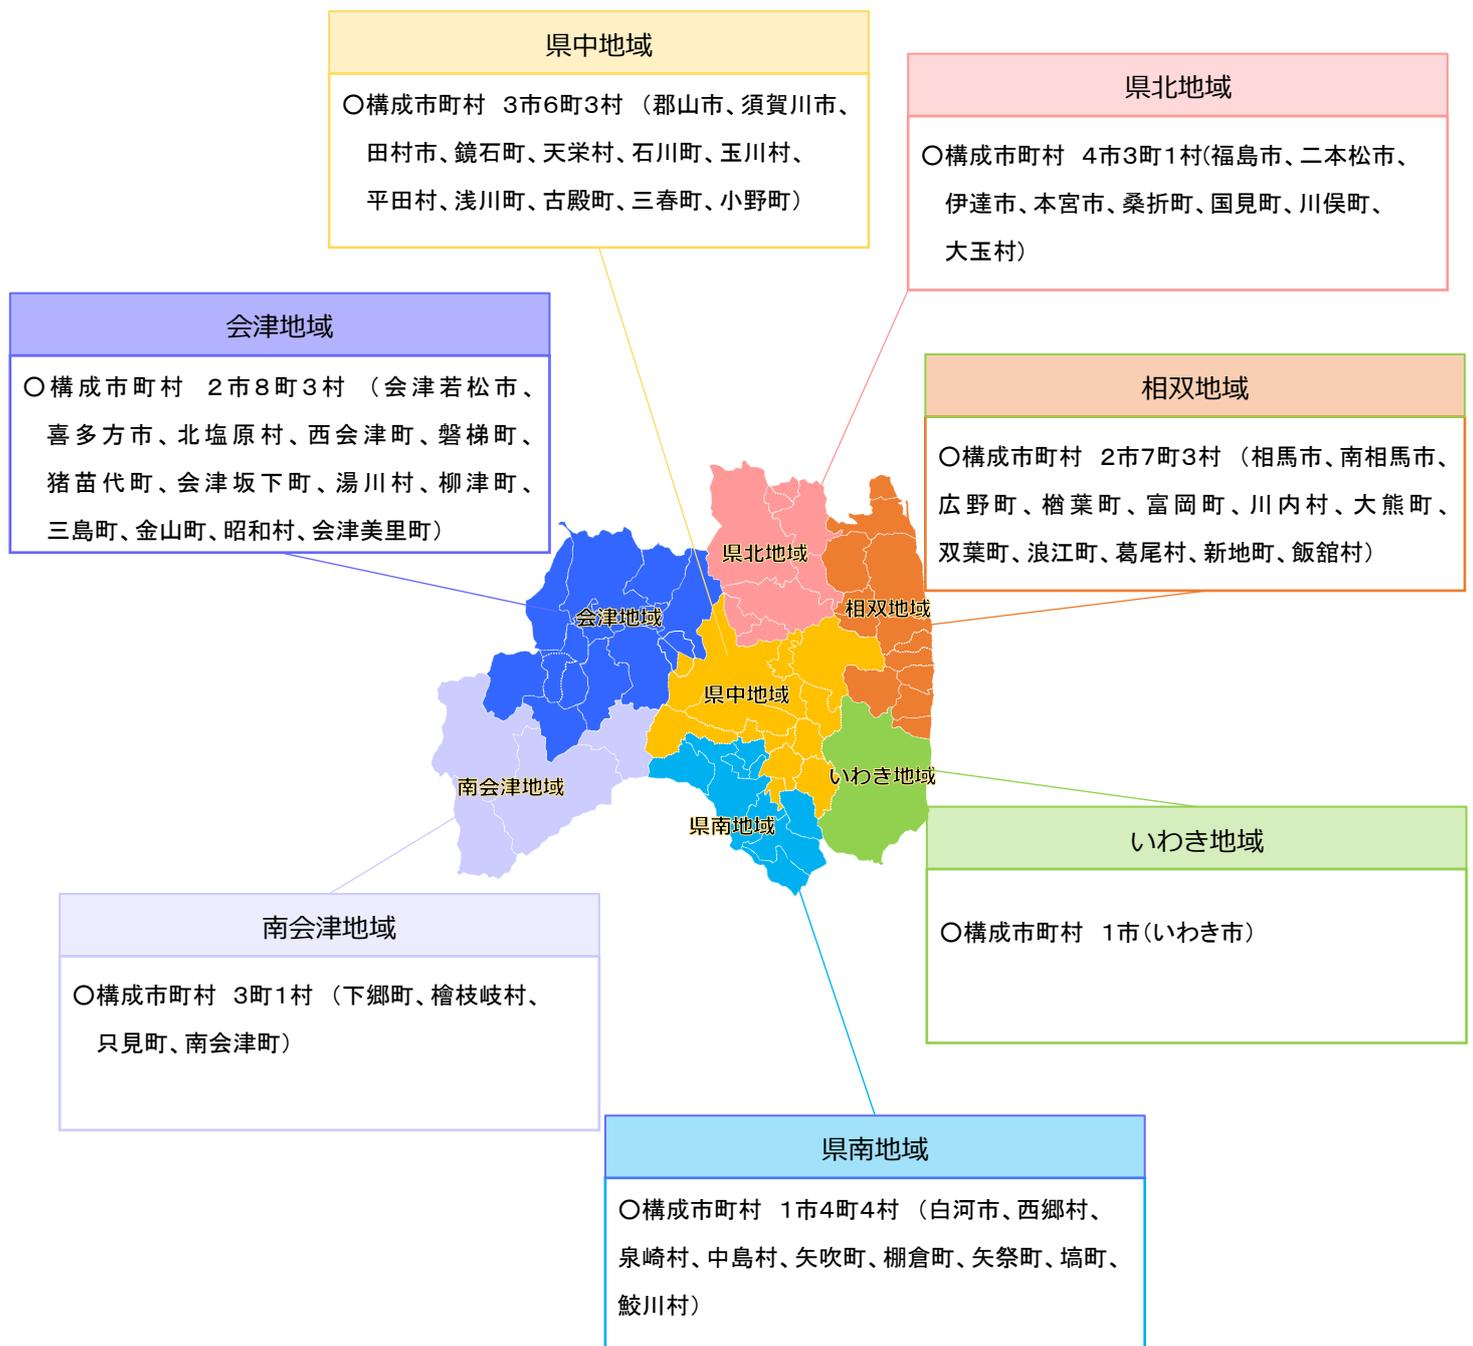 県中地域
〇構成市町村　3市6町3村　（郡山市、須賀川市、
田村市、鏡石町、天栄村、石川町、玉川村、
平田村、浅川町、古殿町、三春町、小野町）
県北地域
〇構成市町村　4市3町1村(福島市、二本松市、
伊達市、本宮市、桑折町、国見町、川俣町、
大玉村)
会津地域
〇構成市町村　2市8町3村　（会津若松市、
喜多方市、北塩原村、西会津町、磐梯町、
猪苗代町、会津坂下町、湯川村、柳津町、
三島町、金山町、昭和村、会津美里町）
相双地域
〇構成市町村　2市7町3村　（相馬市、南相馬市、
広野町、楢葉町、富岡町、川内村、大熊町、
双葉町、浪江町、葛尾村、新地町、飯舘村）
県北地域
相双地域
会津地域
県中地域
いわき地域
南会津地域
県南地域
いわき地域
〇構成市町村　1市（いわき市）
南会津地域
〇構成市町村　3町1村　（下郷町、檜枝岐村、
只見町、南会津町）
県南地域
〇構成市町村　1市4町4村　（白河市、西郷村、
泉崎村、中島村、矢吹町、棚倉町、矢祭町、塙町、
鮫川村）